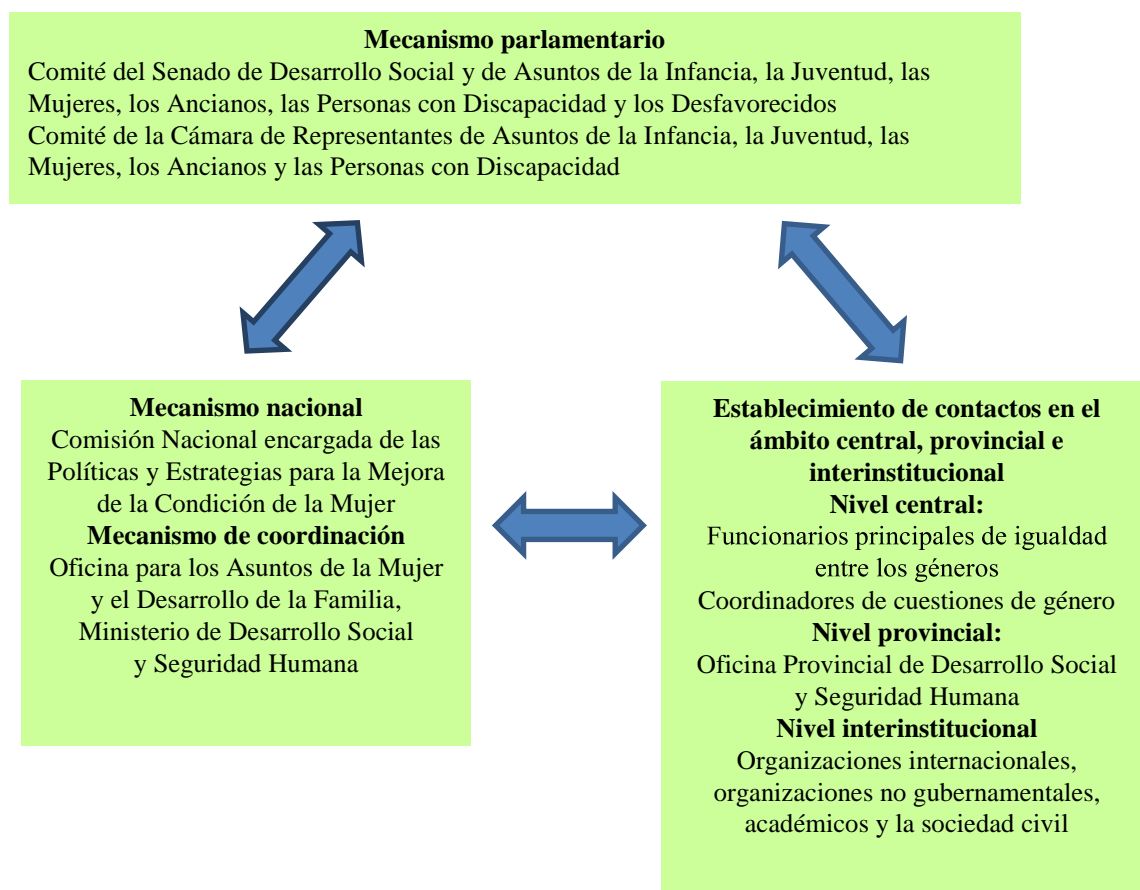 Mecanismo parlamentario
Comité del Senado de Desarrollo Social y de Asuntos de la Infancia, la Juventud, las
Mujeres, los Ancianos, las Personas con Discapacidad y los Desfavorecidos
Comité de la Cámara de Representantes de Asuntos de la Infancia, la Juventud, las
Mujeres, los Ancianos y las Personas con Discapacidad
Mecanismo nacional
Comisión Nacional encargada de las
Políticas y Estrategias para la Mejora
de la Condición de la Mujer
Mecanismo de coordinación
Oficina para los Asuntos de la Mujer
y el Desarrollo de la Familia,
Ministerio de Desarrollo Social
y Seguridad Humana
Establecimiento de contactos en el
ámbito central, provincial e
interinstitucional
Nivel central:
Funcionarios principales de igualdad
entre los géneros
Coordinadores de cuestiones de género
Nivel provincial:
Oficina Provincial de Desarrollo Social
y Seguridad Humana
Nivel interinstitucional
Organizaciones internacionales,
organizaciones no gubernamentales,
académicos y la sociedad civil